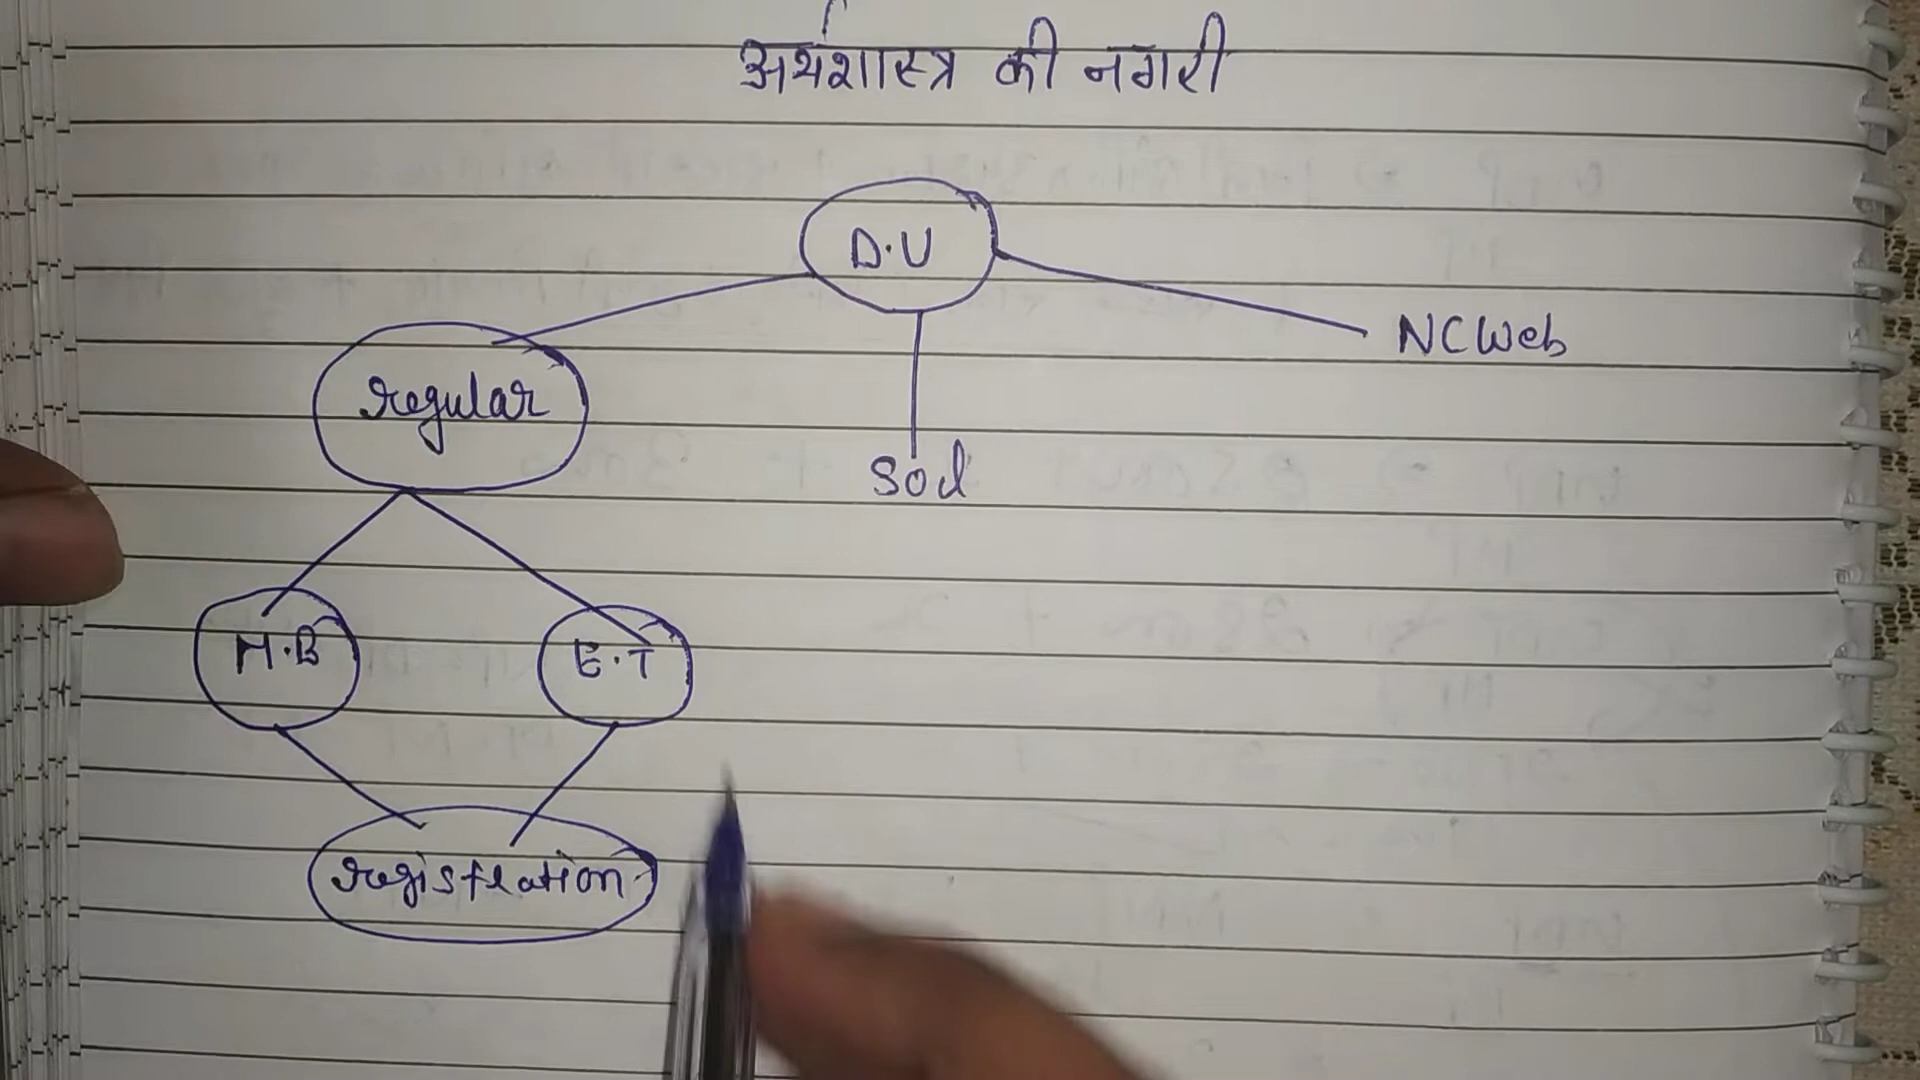 अर्थशास्त्र की नगरी
D.U
NCWeb
regular
Sol
M.B
E.T
registration